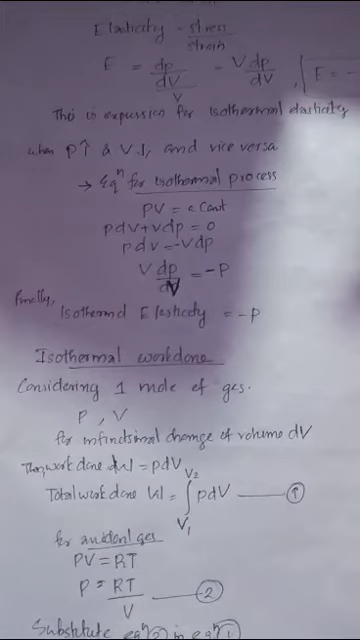 Elasticity = stress/strain
E = dp/(dV/V) = V dp/dV , E = -
This is expression for isothermal elasticity
when P↑ & V↓, and vice versa
→ Eqⁿ for isothermal process
PV = a Cont
pdv+vdp = 0
pdv = -vdp
V dp/dV = -P
Finally,
Isothermal Elasticity = -P
Isothermal workdone
Considering 1 mole of gas.
P, V
for infinitesimal change of volume dV
Then, work done dW = pdV
Total work done W = ∫V₁^V₂ pdV —— ①
for an ideal gas
PV = RT
P = RT/V —— ②
Substitute eqⁿ ② in eqⁿ ①